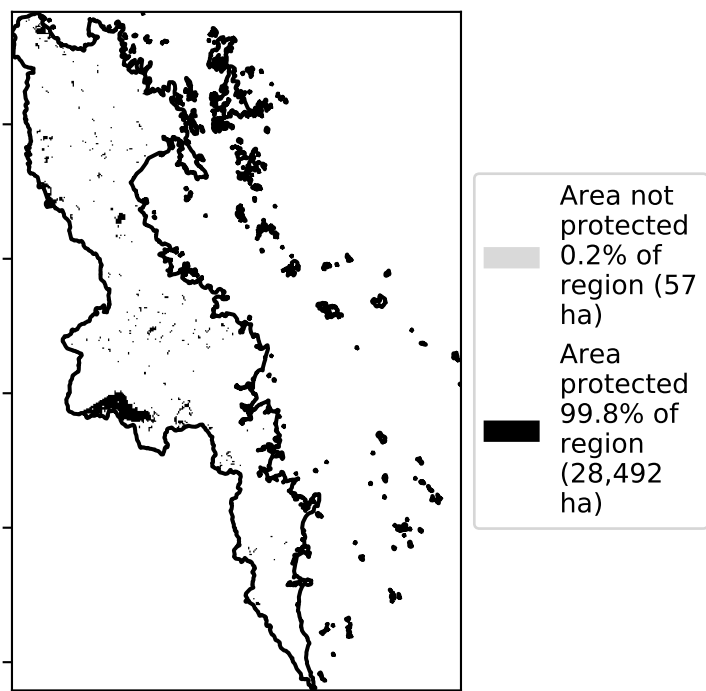 Area not
protected
0.2% of
region (57
ha)
Area
protected
99.8% of
region
(28,492
ha)